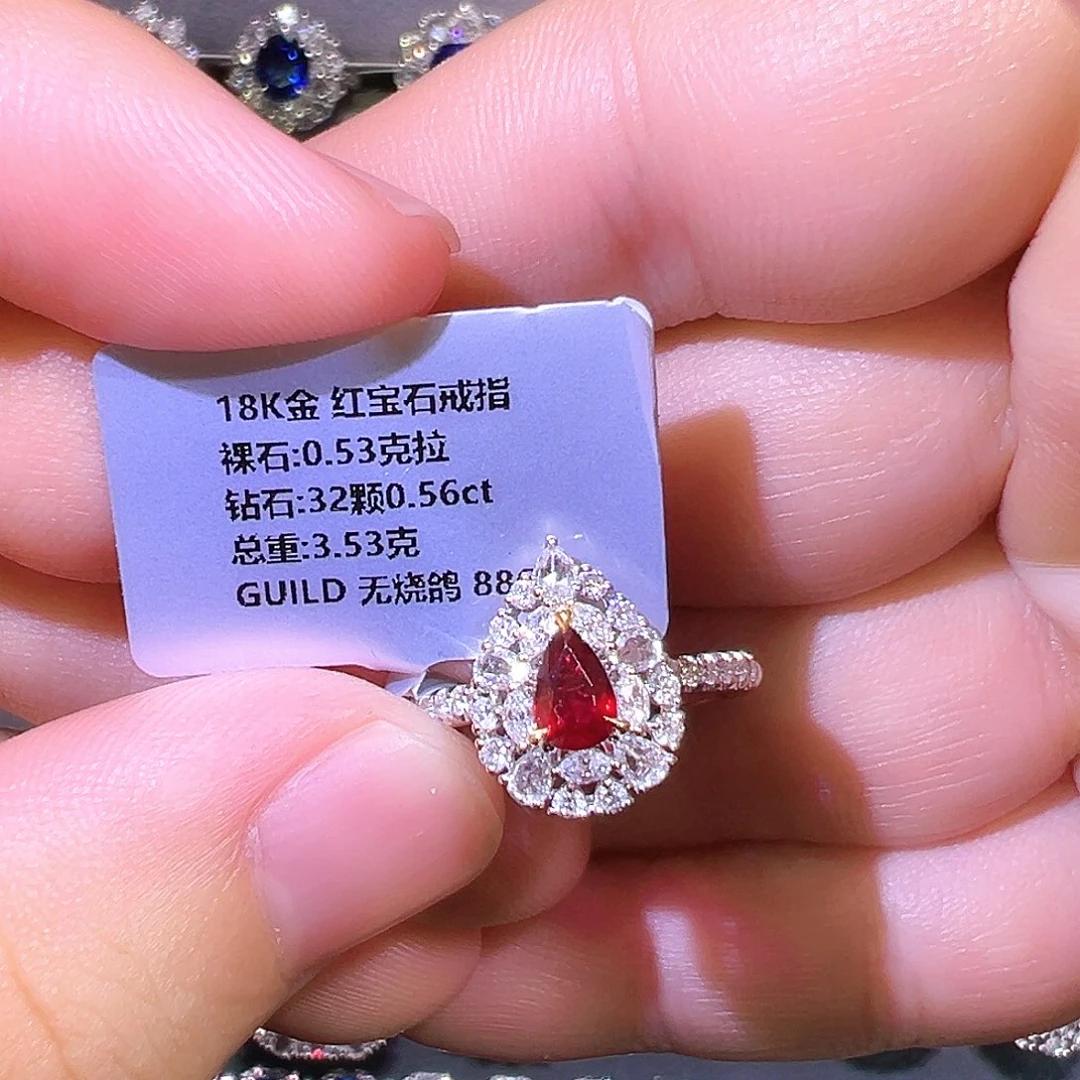 18K金 红宝石戒指
裸石:0.53克拉
钻石:32颗0.56ct
总重:3.53克
GUILD 无烧鸽